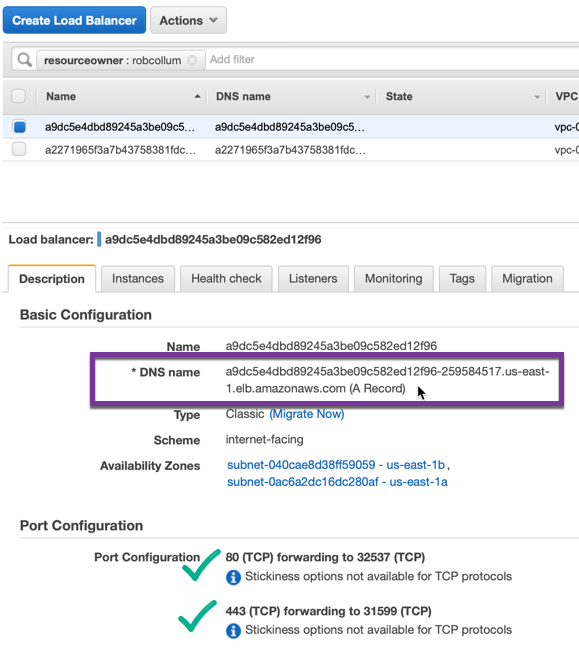 Create Load Balancer Actions
resourceowner : robcollum Add filter
Name DNS name State VPC
a9dc5e4dbd89245a3be09c5... a9dc5e4dbd89245a3be09c5... vpc-0
a2271965f3a7b43758381fdc... a2271965f3a7b43758381fdc... vpc-0
Load balancer: a9dc5e4dbd89245a3be09c582ed12f96
Description Instances Health check Listeners Monitoring Tags Migration
Basic Configuration
Name a9dc5e4dbd89245a3be09c582ed12f96
* DNS name a9dc5e4dbd89245a3be09c582ed12f96-259584517.us-east-
1.elb.amazonaws.com (A Record)
Type Classic (Migrate Now)
Scheme internet-facing
Availability Zones subnet-040cae8d38ff59059 - us-east-1b,
subnet-0ac6a2dc16dc280af - us-east-1a
Port Configuration
Port Configuration 80 (TCP) forwarding to 32537 (TCP)
Stickiness options not available for TCP protocols
443 (TCP) forwarding to 31599 (TCP)
Stickiness options not available for TCP protocols